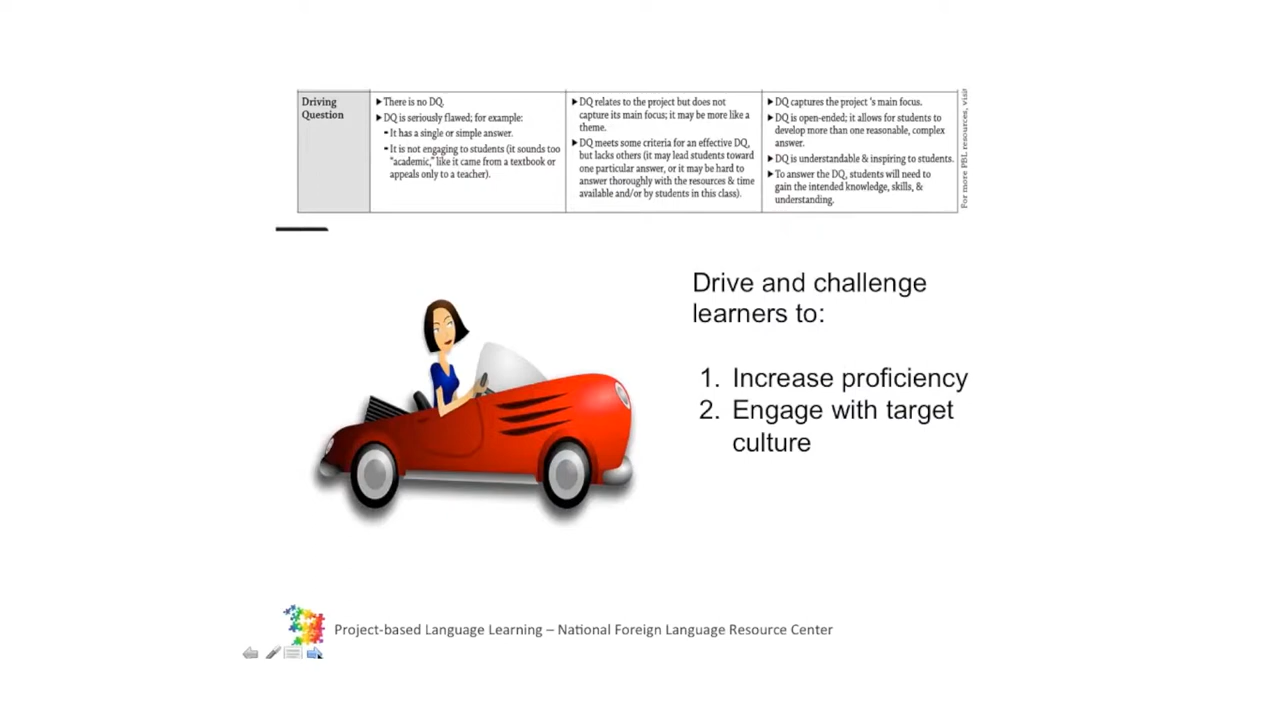 Driving
Question
▶ There is no DQ.
▶ DQ is seriously flawed; for example:
- It has a single or simple answer.
- It is not engaging to students (it sounds too
"academic," like it came from a textbook or
appeals only to a teacher).
▶ DQ relates to the project but does not
capture its main focus; it may be more like a
theme.
▶ DQ meets some criteria for an effective DQ,
but lacks others (it may lead students toward
one particular answer, or it may be hard to
answer thoroughly with the resources & time
available and/or by students in this class).
▶ DQ captures the project 's main focus.
▶ DQ is open-ended; it allows for students to
develop more than one reasonable, complex
answer.
▶ DQ is understandable & inspiring to students.
▶ To answer the DQ, students will need to
gain the intended knowledge, skills, &
understanding.
For more PBL resources, visit
Drive and challenge
learners to:
1. Increase proficiency
2. Engage with target
culture
Project-based Language Learning – National Foreign Language Resource Center